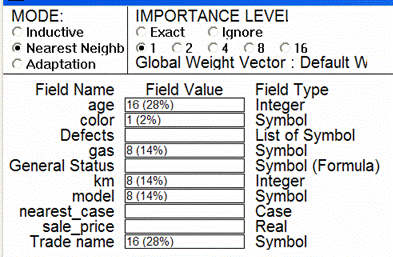 MODE: IMPORTANCE LEVEL
Inductive Exact Ignore
Nearest Neighb 1 2 4 8 16
Adaptation Global Weight Vector : Default W
Field Name Field Value Field Type
age 16 (28%) Integer
color 1 (2%) Symbol
Defects List of Symbol
gas 8 (14%) Symbol
General Status Symbol (Formula)
km 8 (14%) Integer
model 8 (14%) Symbol
nearest_case Case
sale_price Real
Trade name 16 (28%) Symbol